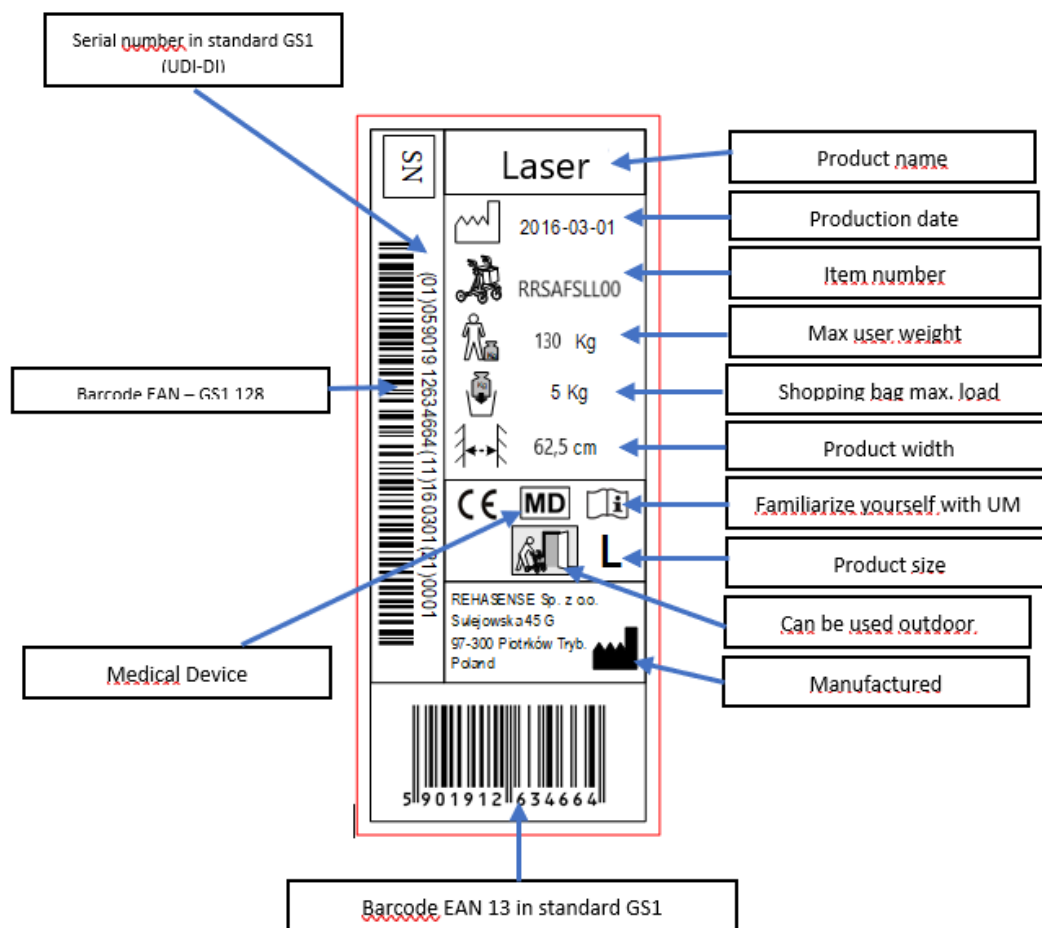 Serial number in standard GS1
(UDI-DI)
SN
Laser
Product name
2016-03-01
Production date
RRSAFSLL00
Item number
130 Kg
Max user weight
Kg
5 Kg
Shopping bag max. load
62,5 cm
Product width
(01)05901912634664(11)160301(21)0001
Barcode EAN – GS1 128
CE MD i
Familiarize yourself with UM
L
Product size
REHASENSE Sp. z o.o.
Sulejowska 45 G
97-300 Piotrków Tryb.
Poland
Can be used outdoor
Medical Device
Manufactured
5 901912 634664
Barcode EAN 13 in standard GS1